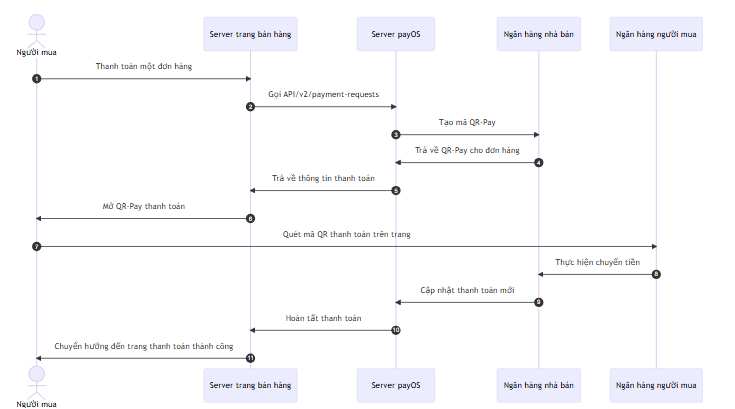 Người mua
Server trang bán hàng
Server payOS
Ngân hàng nhà bán
Ngân hàng người mua
Thanh toán một đơn hàng
1
2
Gọi API/v2/payment-requests
3
Tạo mã QR-Pay
Trả về QR-Pay cho đơn hàng
4
Trả về thông tin thanh toán
5
Mở QR-Pay thanh toán
6
7
Quét mã QR thanh toán trên trang
Thực hiện chuyển tiền
8
Cập nhật thanh toán mới
9
Hoàn tất thanh toán
10
Chuyển hướng đến trang thanh toán thành công
11
Người mua
Server trang bán hàng
Server payOS
Ngân hàng nhà bán
Ngân hàng người mua